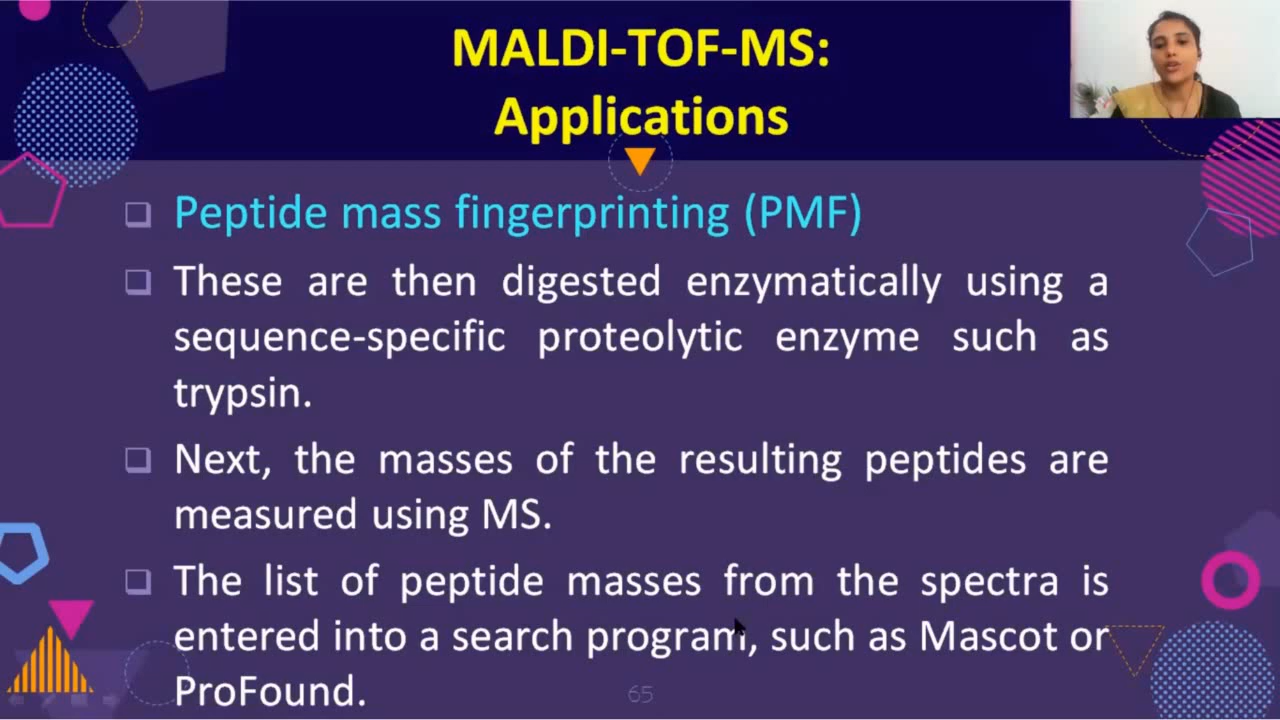 MALDI-TOF-MS:
Applications
Peptide mass fingerprinting (PMF)
These are then digested enzymatically using a
sequence-specific proteolytic enzyme such as
trypsin.
Next, the masses of the resulting peptides are
measured using MS.
The list of peptide masses from the spectra is
entered into a search program, such as Mascot or
ProFound.
65